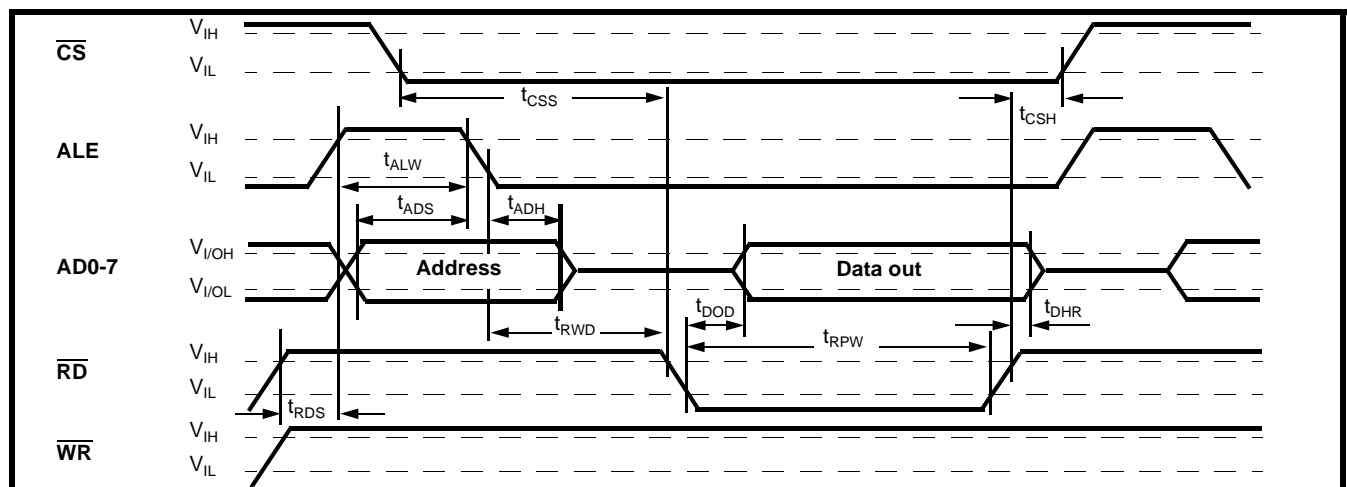 CS
V_IH
V_IL
t_CSS
t_CSH
ALE
V_IH
V_IL
t_ALW
t_ADS
t_ADH
AD0-7
V_I/OH
V_I/OL
Address
Data out
t_RWD
t_DOD
t_RPW
t_DHR
RD
V_IH
V_IL
t_RDS
WR
V_IH
V_IL